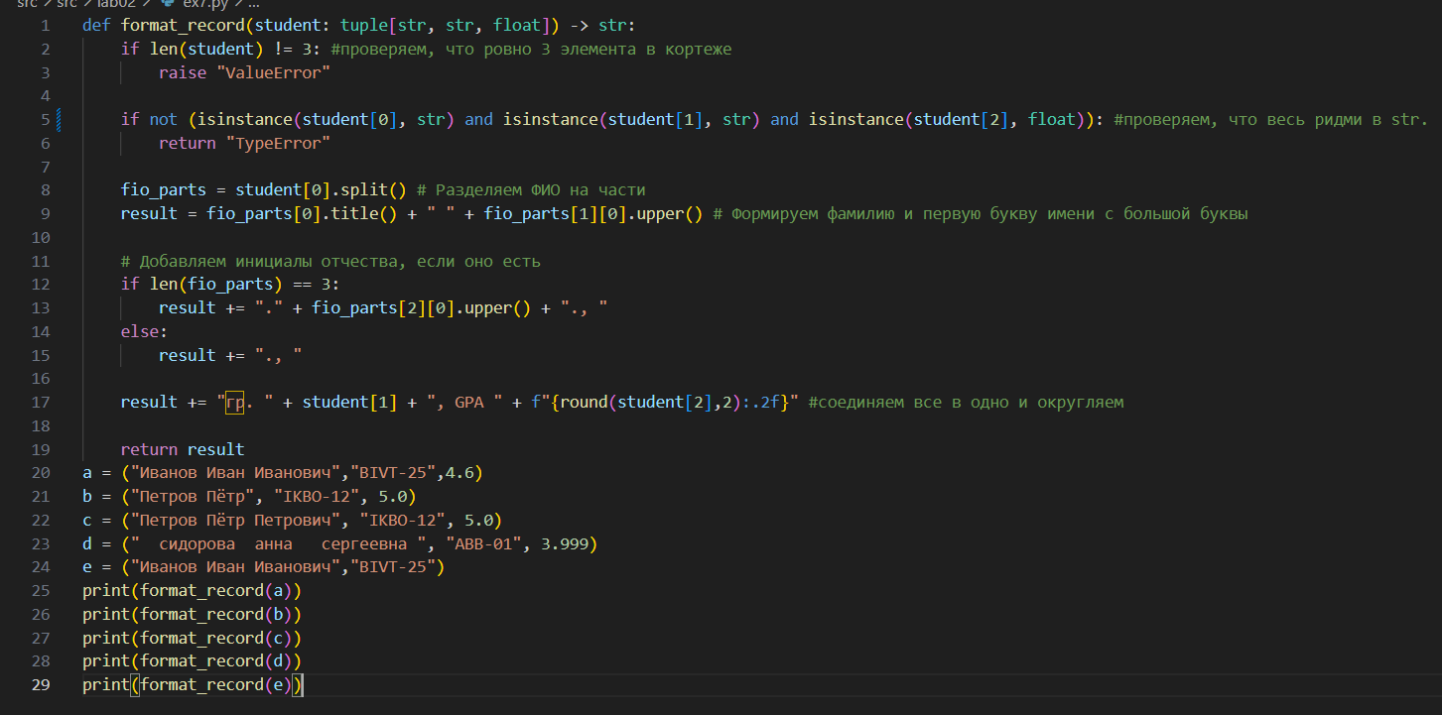 src > src > lab02 > ex7.py > ...
1 def format_record(student: tuple[str, str, float]) -> str:
2 if len(student) != 3: #проверяем, что ровно 3 элемента в кортеже
3 raise "ValueError"
4
5 if not (isinstance(student[0], str) and isinstance(student[1], str) and isinstance(student[2], float)): #проверяем, что весь ридми в str.
6 return "TypeError"
7
8 fio_parts = student[0].split() # Разделяем ФИО на части
9 result = fio_parts[0].title() + " " + fio_parts[1][0].upper() # Формируем фамилию и первую букву имени с большой буквы
10
11 # Добавляем инициалы отчества, если оно есть
12 if len(fio_parts) == 3:
13 result += "." + fio_parts[2][0].upper() + "., "
14 else:
15 result += "., "
16
17 result += "гр. " + student[1] + ", GPA " + f"{round(student[2],2):.2f}" #соединяем все в одно и округляем
18
19 return result
20 a = ("Иванов Иван Иванович","BIVT-25",4.6)
21 b = ("Петров Пётр", "IKBO-12", 5.0)
22 c = ("Петров Пётр Петрович", "IKBO-12", 5.0)
23 d = ("  сидорова  анна   сергеевна ", "ABB-01", 3.999)
24 e = ("Иванов Иван Иванович","BIVT-25")
25 print(format_record(a))
26 print(format_record(b))
27 print(format_record(c))
28 print(format_record(d))
29 print(format_record(e))